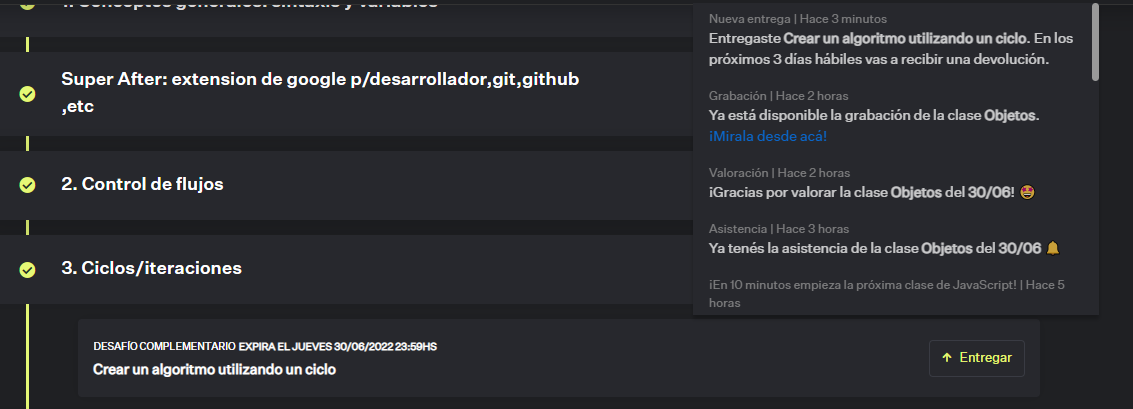 1. Conceptos generales: sintaxis y variables
Super After: extension de google p/desarrollador,git,github
,etc
2. Control de flujos
3. Ciclos/iteraciones
DESAFÍO COMPLEMENTARIO EXPIRA EL JUEVES 30/06/2022 23:59HS
Crear un algoritmo utilizando un ciclo
Entregar
Nueva entrega | Hace 3 minutos
Entregaste Crear un algoritmo utilizando un ciclo. En los
próximos 3 días hábiles vas a recibir una devolución.
Grabación | Hace 2 horas
Ya está disponible la grabación de la clase Objetos.
¡Mirala desde acá!
Valoración | Hace 2 horas
¡Gracias por valorar la clase Objetos del 30/06! 🤩
Asistencia | Hace 3 horas
Ya tenés la asistencia de la clase Objetos del 30/06 🔔
¡En 10 minutos empieza la próxima clase de JavaScript! | Hace 5
horas